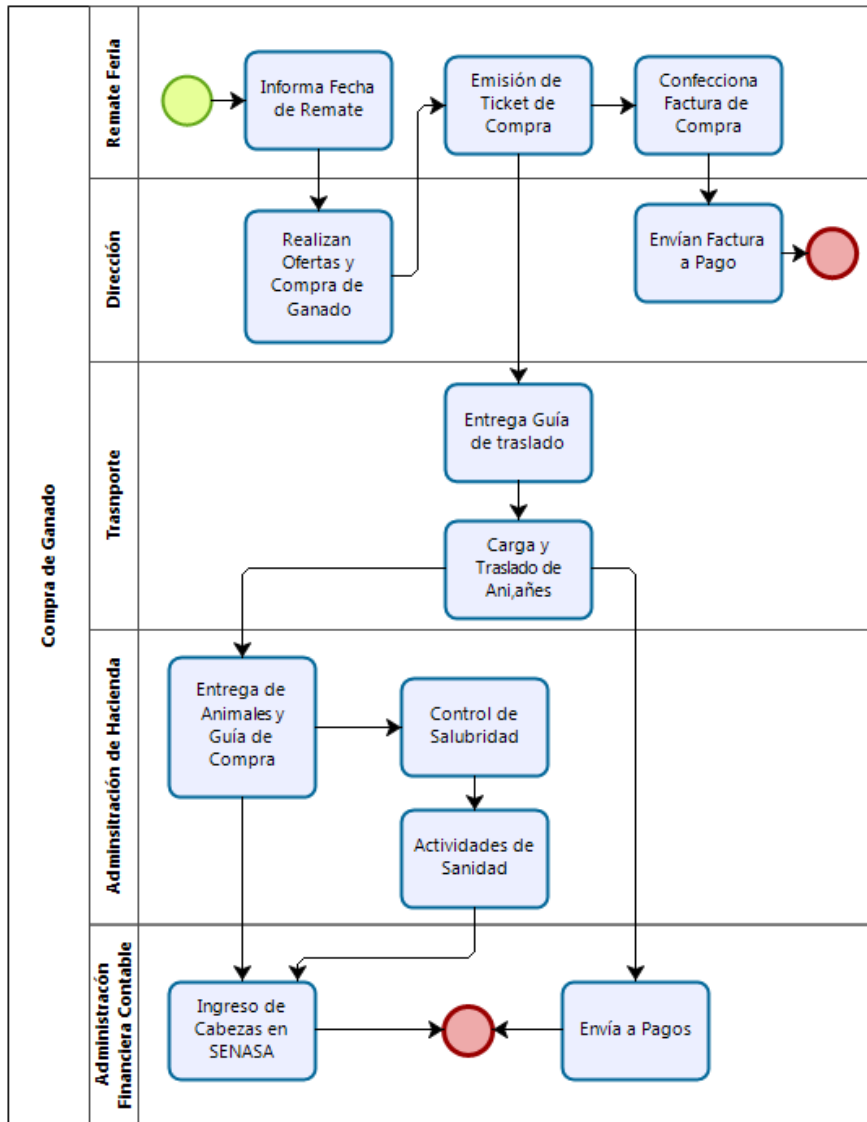 Compra de Ganado
Remate Feria
Informa Fecha
de Remate
Emisión de
Ticket de
Compra
Confecciona
Factura de
Compra
Dirección
Realizan
Ofertas y
Compra de
Ganado
Envían Factura
a Pago
Trasnporte
Entrega Guía
de traslado
Carga y
Traslado de
Ani,añes
Adminsitración de Hacienda
Entrega de
Animales y
Guía de
Compra
Control de
Salubridad
Actividades de
Sanidad
Administracón
Financiera Contable
Ingreso de
Cabezas en
SENASA
Envía a Pagos